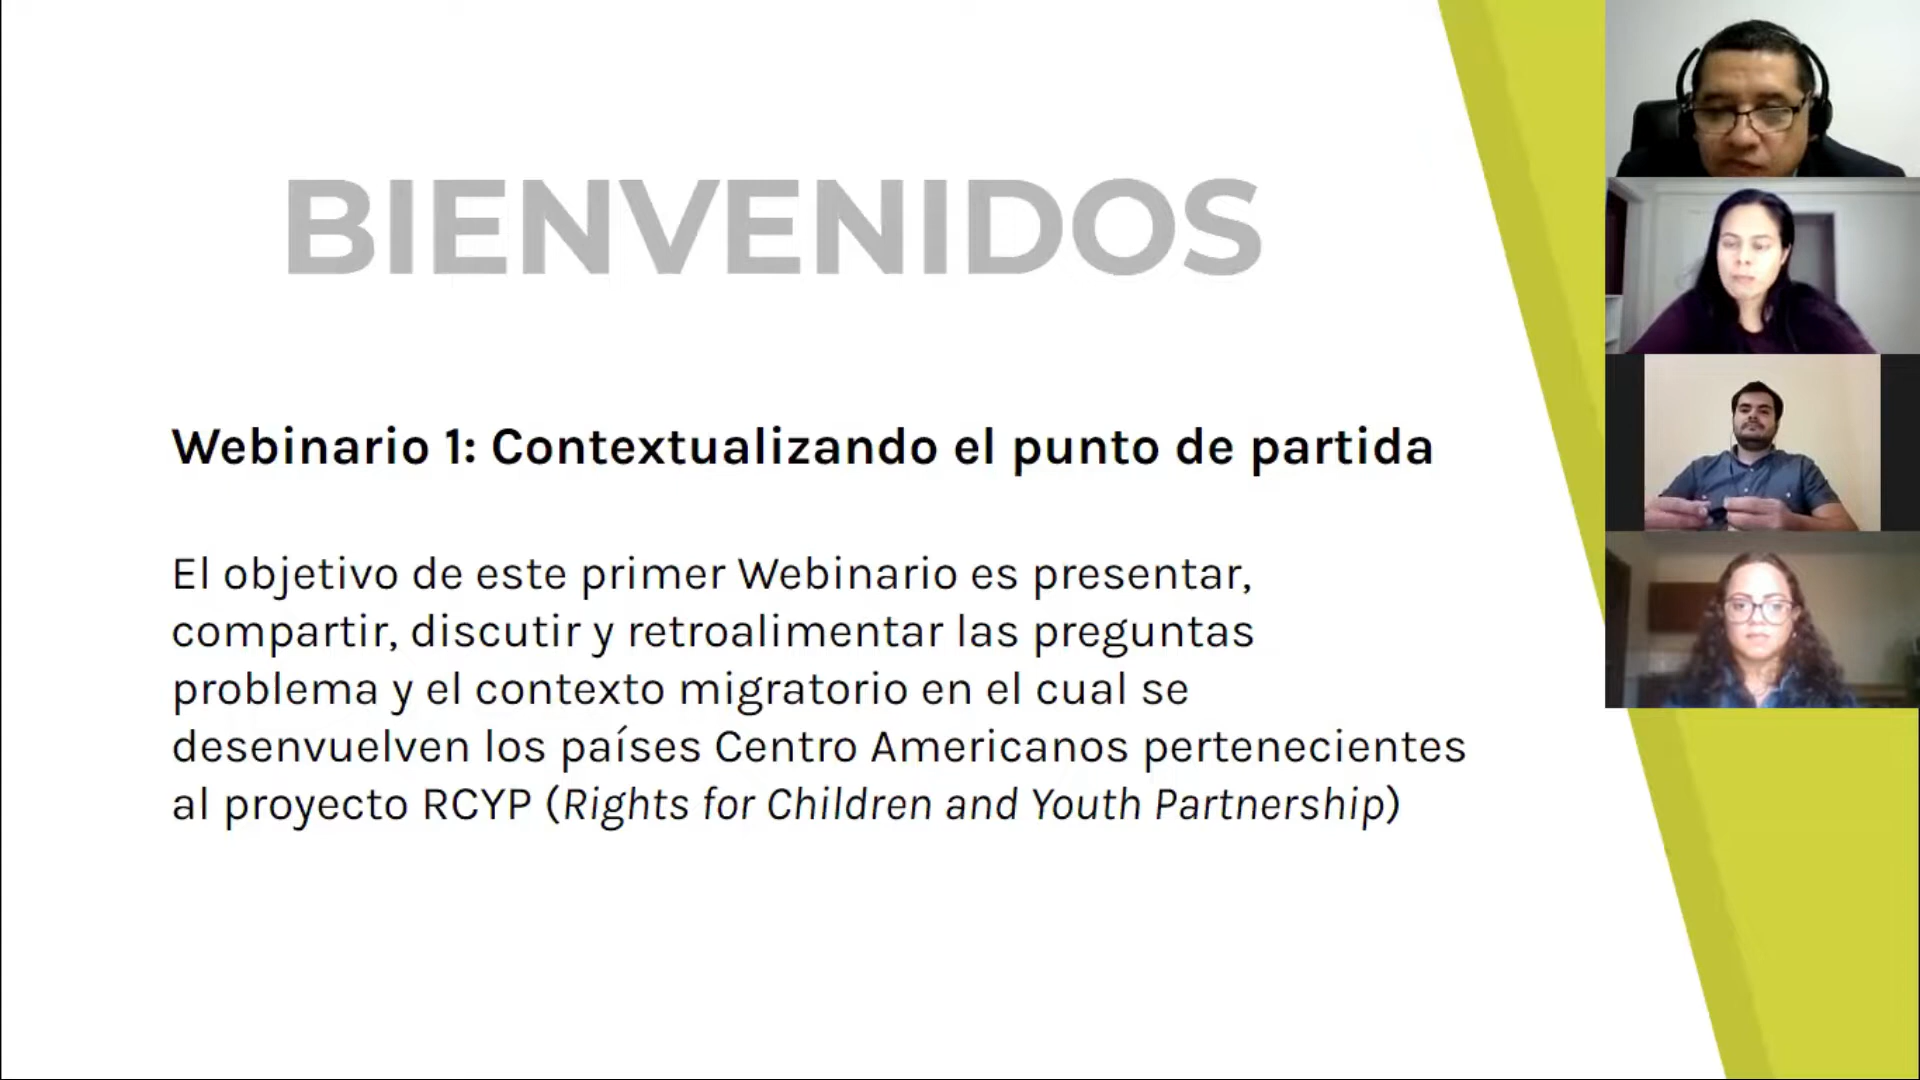 BIENVENIDOS
Webinario 1: Contextualizando el punto de partida
El objetivo de este primer Webinario es presentar,
compartir, discutir y retroalimentar las preguntas
problema y el contexto migratorio en el cual se
desenvuelven los países Centro Americanos pertenecientes
al proyecto RCYP (Rights for Children and Youth Partnership)